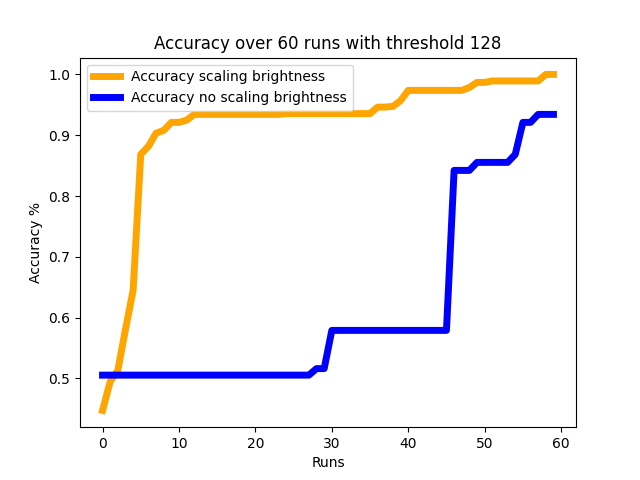 Accuracy over 60 runs with threshold 128
Accuracy scaling brightness
Accuracy no scaling brightness
Accuracy %
1.0
0.9
0.8
0.7
0.6
0.5
0 10 20 30 40 50 60
Runs